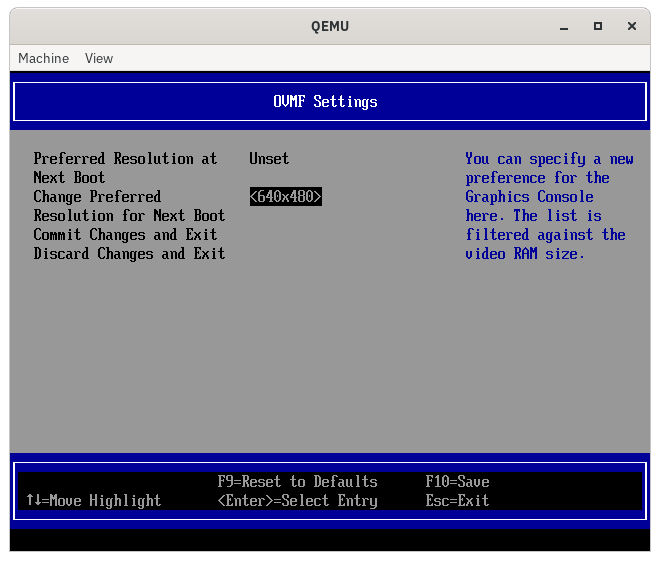 QEMU
Machine View
OVMF Settings
Preferred Resolution at Unset
Next Boot
Change Preferred <640x480>
Resolution for Next Boot
Commit Changes and Exit
Discard Changes and Exit
You can specify a new
preference for the
Graphics Console
here. The list is
filtered against the
video RAM size.
F9=Reset to Defaults F10=Save
↑↓=Move Highlight <Enter>=Select Entry Esc=Exit